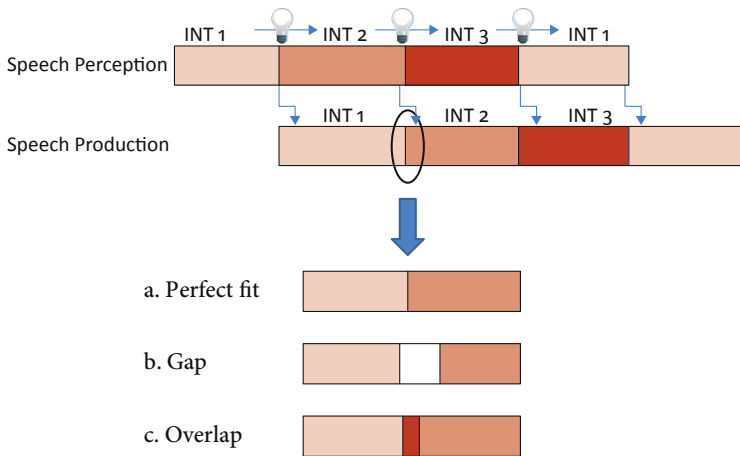 INT 1 INT 2 INT 3 INT 1
Speech Perception
INT 1 INT 2 INT 3
Speech Production
a. Perfect fit
b. Gap
c. Overlap